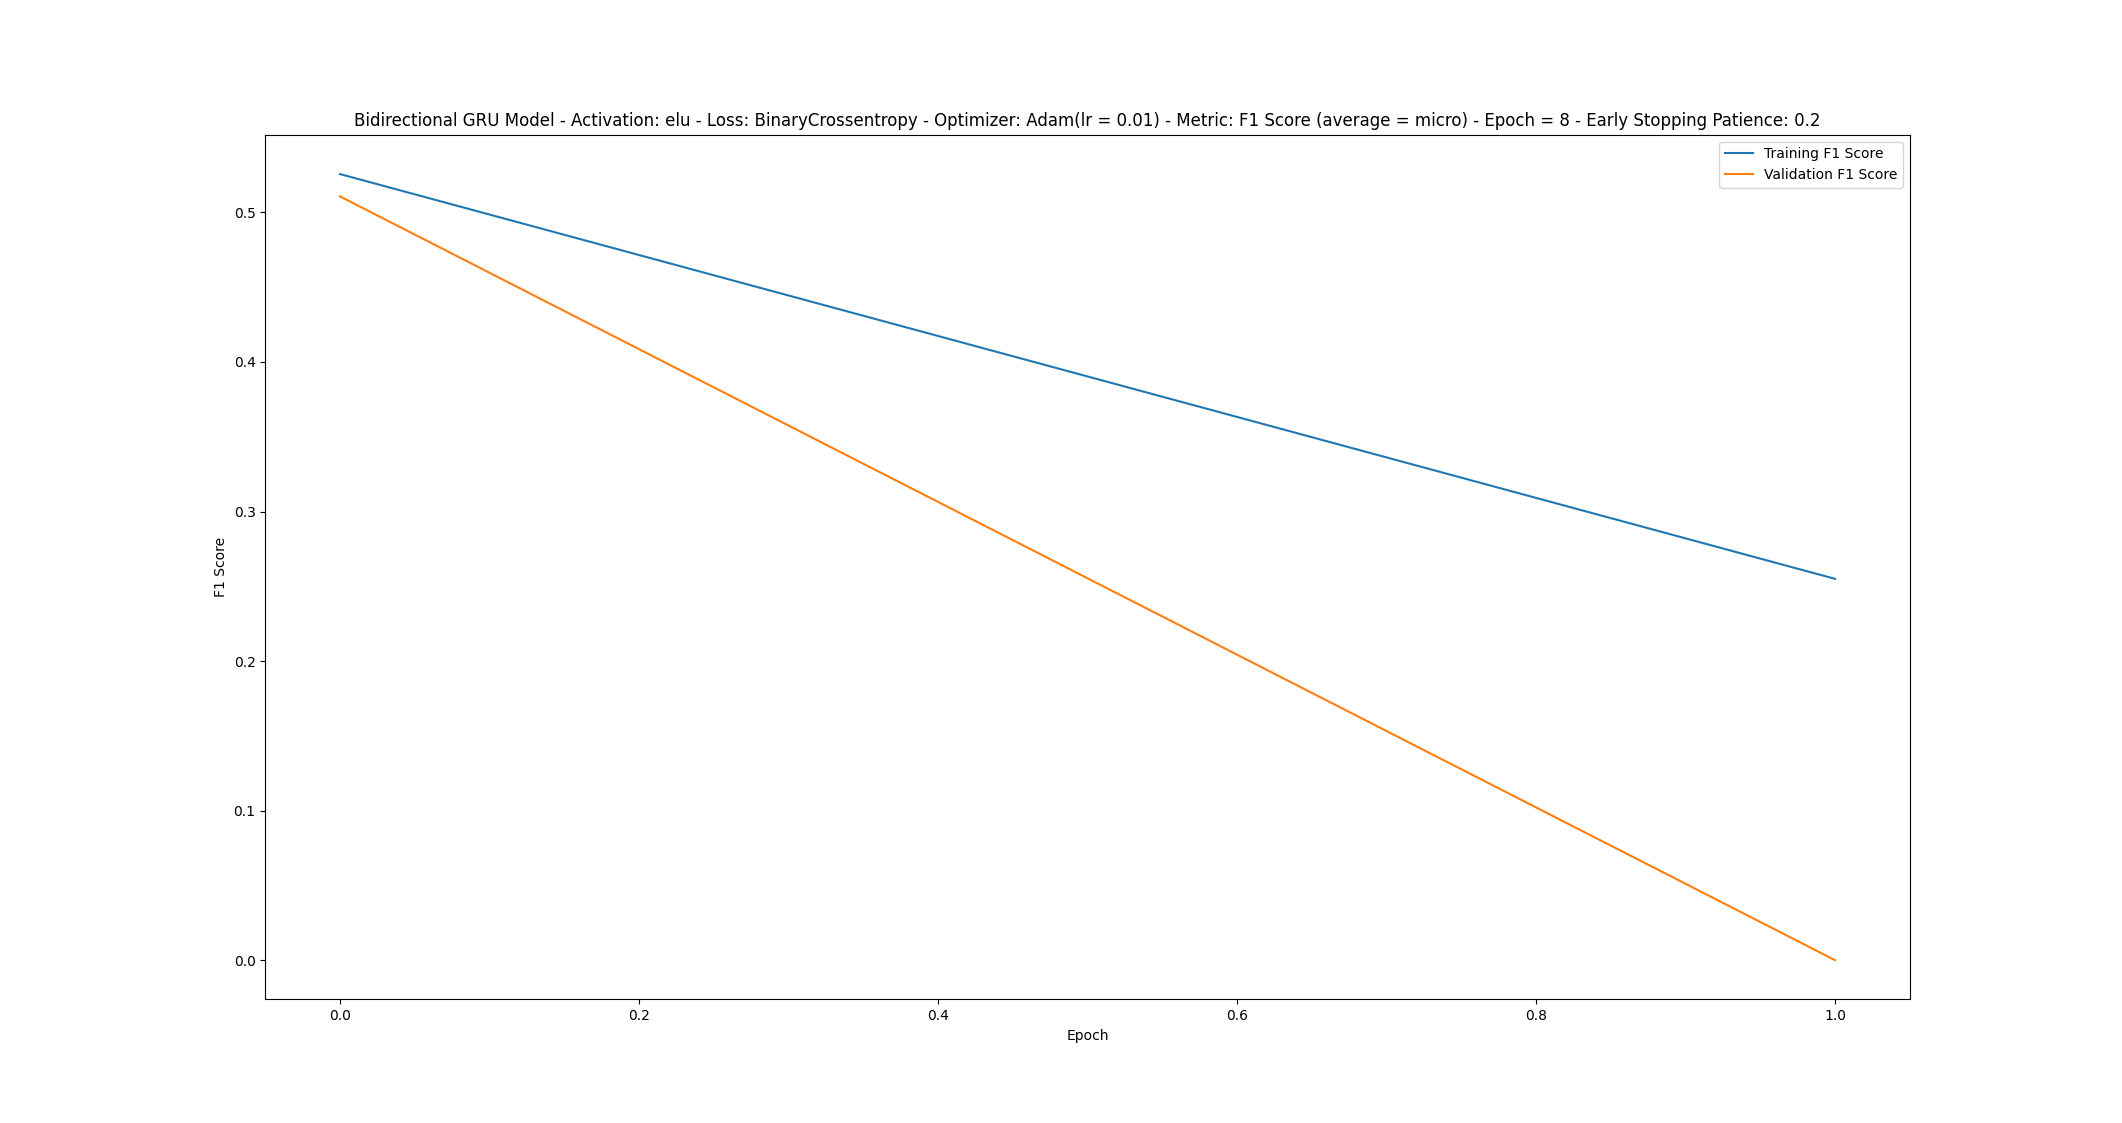 Bidirectional GRU Model - Activation: elu - Loss: BinaryCrossentropy - Optimizer: Adam(lr = 0.01) - Metric: F1 Score (average = micro) - Epoch = 8 - Early Stopping Patience: 0.2
Training F1 Score
Validation F1 Score
0.5
0.4
0.3
0.2
0.1
0.0
F1 Score
0.0 0.2 0.4 0.6 0.8 1.0
Epoch